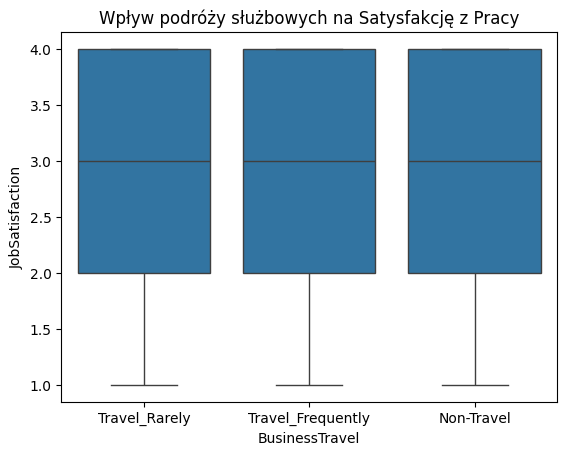 Wpływ podróży służbowych na Satysfakcję z Pracy
JobSatisfaction
4.0
3.5
3.0
2.5
2.0
1.5
1.0
Travel_Rarely
Travel_Frequently
Non-Travel
BusinessTravel